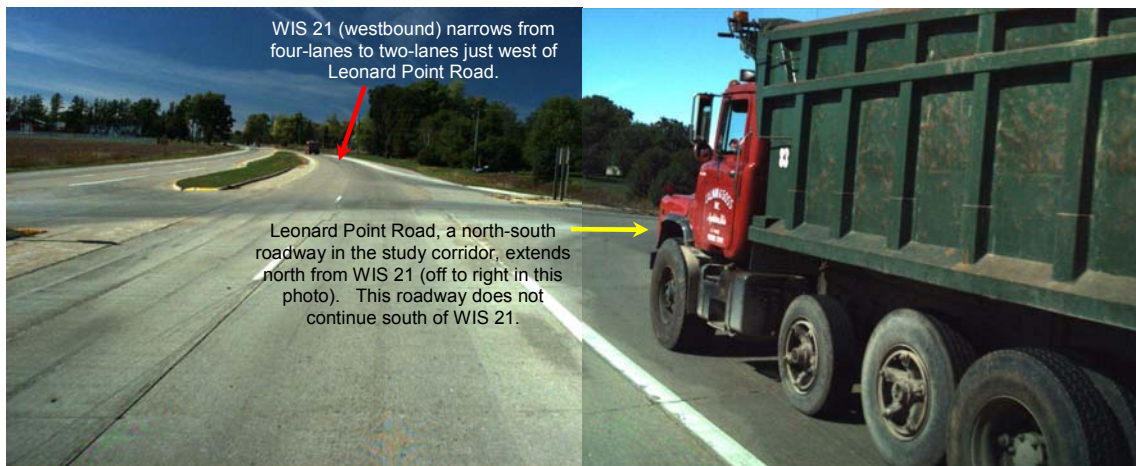 WIS 21 (westbound) narrows from
four-lanes to two-lanes just west of
Leonard Point Road.
Leonard Point Road, a north-south
roadway in the study corridor, extends
north from WIS 21 (off to right in this
photo). This roadway does not
continue south of WIS 21.
83